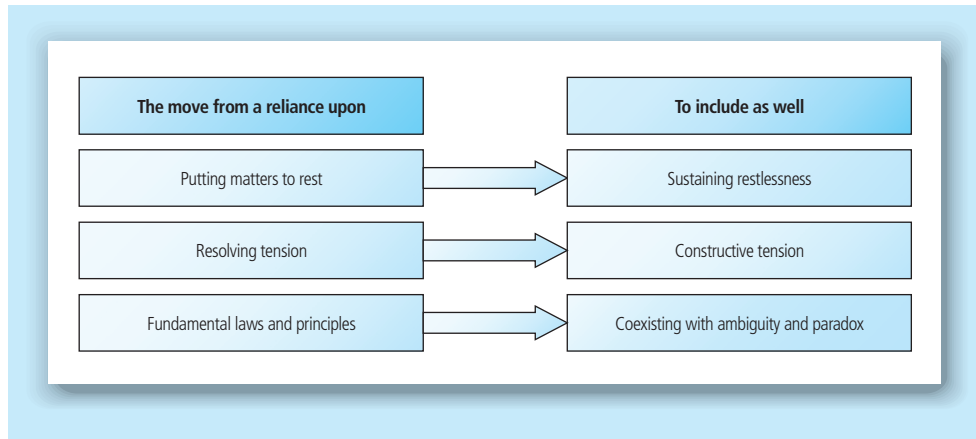 The move from a reliance upon
To include as well
Putting matters to rest
Sustaining restlessness
Resolving tension
Constructive tension
Fundamental laws and principles
Coexisting with ambiguity and paradox